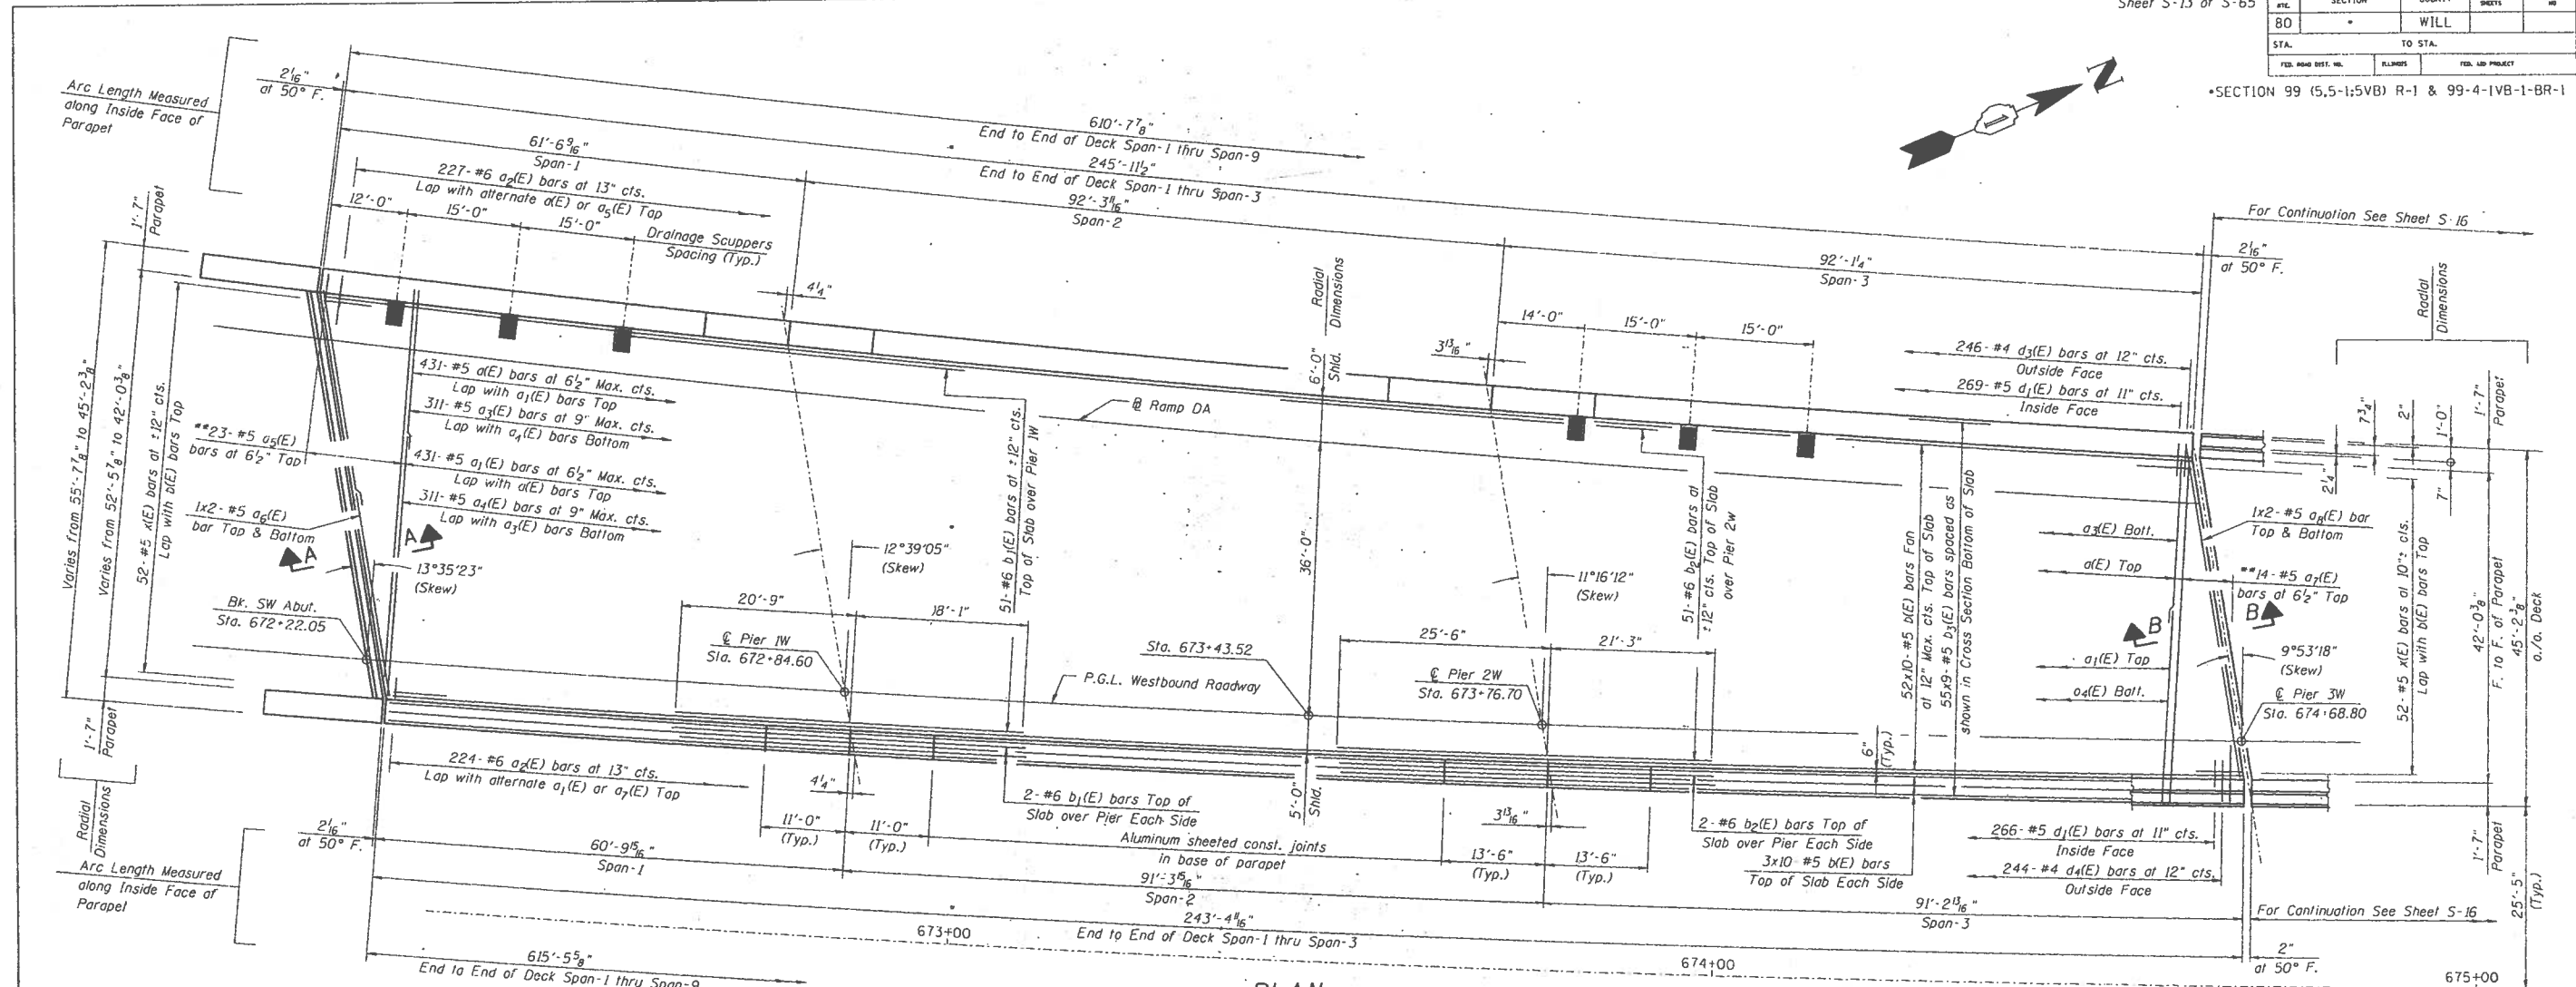 Sheet S-13 of S-65
RTE.
SECTION
COUNTY
SHEETS
NO
80
•
WILL
STA.
TO STA.
FED. ROAD DIST. NO.
ILLINOIS
FED. AID PROJECT
•SECTION 99 (5,5-1;5VB) R-1 & 99-4-1VB-1-BR-1
N
Arc Length Measured
along Inside Face of
Parapet
2 1/16"
at 50° F.
610'-7 7/8"
End to End of Deck Span-1 thru Span-9
61'-6 9/16"
Span-1
245'-11 1/2"
End to End of Deck Span-1 thru Span-3
227-#6 a2(E) bars at 13" cts.
Lap with alternate a(E) or a5(E) Top
92'-3 11/16"
Span-2
12'-0"
15'-0"
15'-0"
Drainage Scuppers
Spacing (Typ.)
For Continuation See Sheet S-16
2 1/16"
at 50° F.
92'-1 1/4"
Span-3
1'-7"
Parapet
4 1/4"
Radial
Dimensions
6'-0"
Shld.
14'-0"
15'-0"
15'-0"
3 13/16"
Radial
Dimensions
246-#4 d3(E) bars at 12" cts.
Outside Face
269-#5 d1(E) bars at 11" cts.
Inside Face
431-#5 a(E) bars at 6 1/2" Max. cts.
Lap with a1(E) bars Top
311-#5 a3(E) bars at 9" Max. cts.
Lap with a4(E) bars Bottom
431-#5 a1(E) bars at 6 1/2" Max. cts.
Lap with a(E) bars Top
311-#5 a4(E) bars at 9" Max. cts.
Lap with a3(E) bars Bottom
℄ Ramp DA
Varies from 55'-7 7/8" to 45'-2 3/8"
Varies from 52'-5 7/8" to 42'-0 3/8"
52-#5 x(E) bars at ±12" cts.
Lap with b(E) bars Top
**23-#5 a5(E)
bars at 6 1/2" Top
1x2-#5 a6(E)
bar Top & Bottom
A
A
13°35'23"
(Skew)
12°39'05"
(Skew)
51-#6 b1(E) bars at ±12" cts.
Top of Slab over Pier 1W
36'-0"
11°16'12"
(Skew)
51-#6 b2(E) bars at
±12" cts. Top of Slab
over Pier 2w
52x10-#5 b(E) bars Fan
at 12" Max. cts. Top of Slab
55x9-#5 b3(E) bars spaced as
shown in Cross Section Bottom of Slab
a3(E) Bott.
a(E) Top
1x2-#5 a8(E) bar
Top & Bottom
**14-#5 a7(E)
bars at 6 1/2" Top
B
B
a1(E) Top
a4(E) Bott.
9°53'18"
(Skew)
℄ Pier 3W
Sta. 674+68.80
7 3/4"
2"
1'-0"
1'-7"
Parapet
2 1/4"
7"
52-#5 x(E) bars at 10"± cts.
Lap with b(E) bars Top
42'-0 3/8"
F. to F. of Parapet
45'-2 3/8"
o./o. Deck
Bk. SW Abut.
Sta. 672+22.05
20'-9"
18'-1"
℄ Pier 1W
Sta. 672+84.60
Sta. 673+43.52
25'-6"
21'-3"
℄ Pier 2W
Sta. 673+76.70
P.G.L. Westbound Roadway
6"
(Typ.)
1'-7"
Parapet
Radial
Dimensions
224-#6 a2(E) bars at 13" cts.
Lap with alternate a1(E) or a7(E) Top
4 1/4"
11'-0"
(Typ.)
11'-0"
(Typ.)
2-#6 b1(E) bars Top of
Slab over Pier Each Side
5'-0"
Shld.
Aluminum sheeted const. joints
in base of parapet
3 13/16"
13'-6"
(Typ.)
13'-6"
(Typ.)
2-#6 b2(E) bars Top of
Slab over Pier Each Side
3x10-#5 b(E) bars
Top of Slab Each Side
266-#5 d1(E) bars at 11" cts.
Inside Face
244-#4 d4(E) bars at 12" cts.
Outside Face
1'-7"
Parapet
25'-5"
(Typ.)
Arc Length Measured
along Inside Face of
Parapet
2 1/16"
at 50° F.
60'-9 15/16"
Span-1
91'-3 15/16"
Span-2
91'-2 13/16"
Span-3
For Continuation See Sheet S-16
243'-4 11/16"
End to End of Deck Span-1 thru Span-3
673+00
674+00
675+00
2"
at 50° F.
615'-5 5/8"
End to End of Deck Span-1 thru Span-9
PLAN